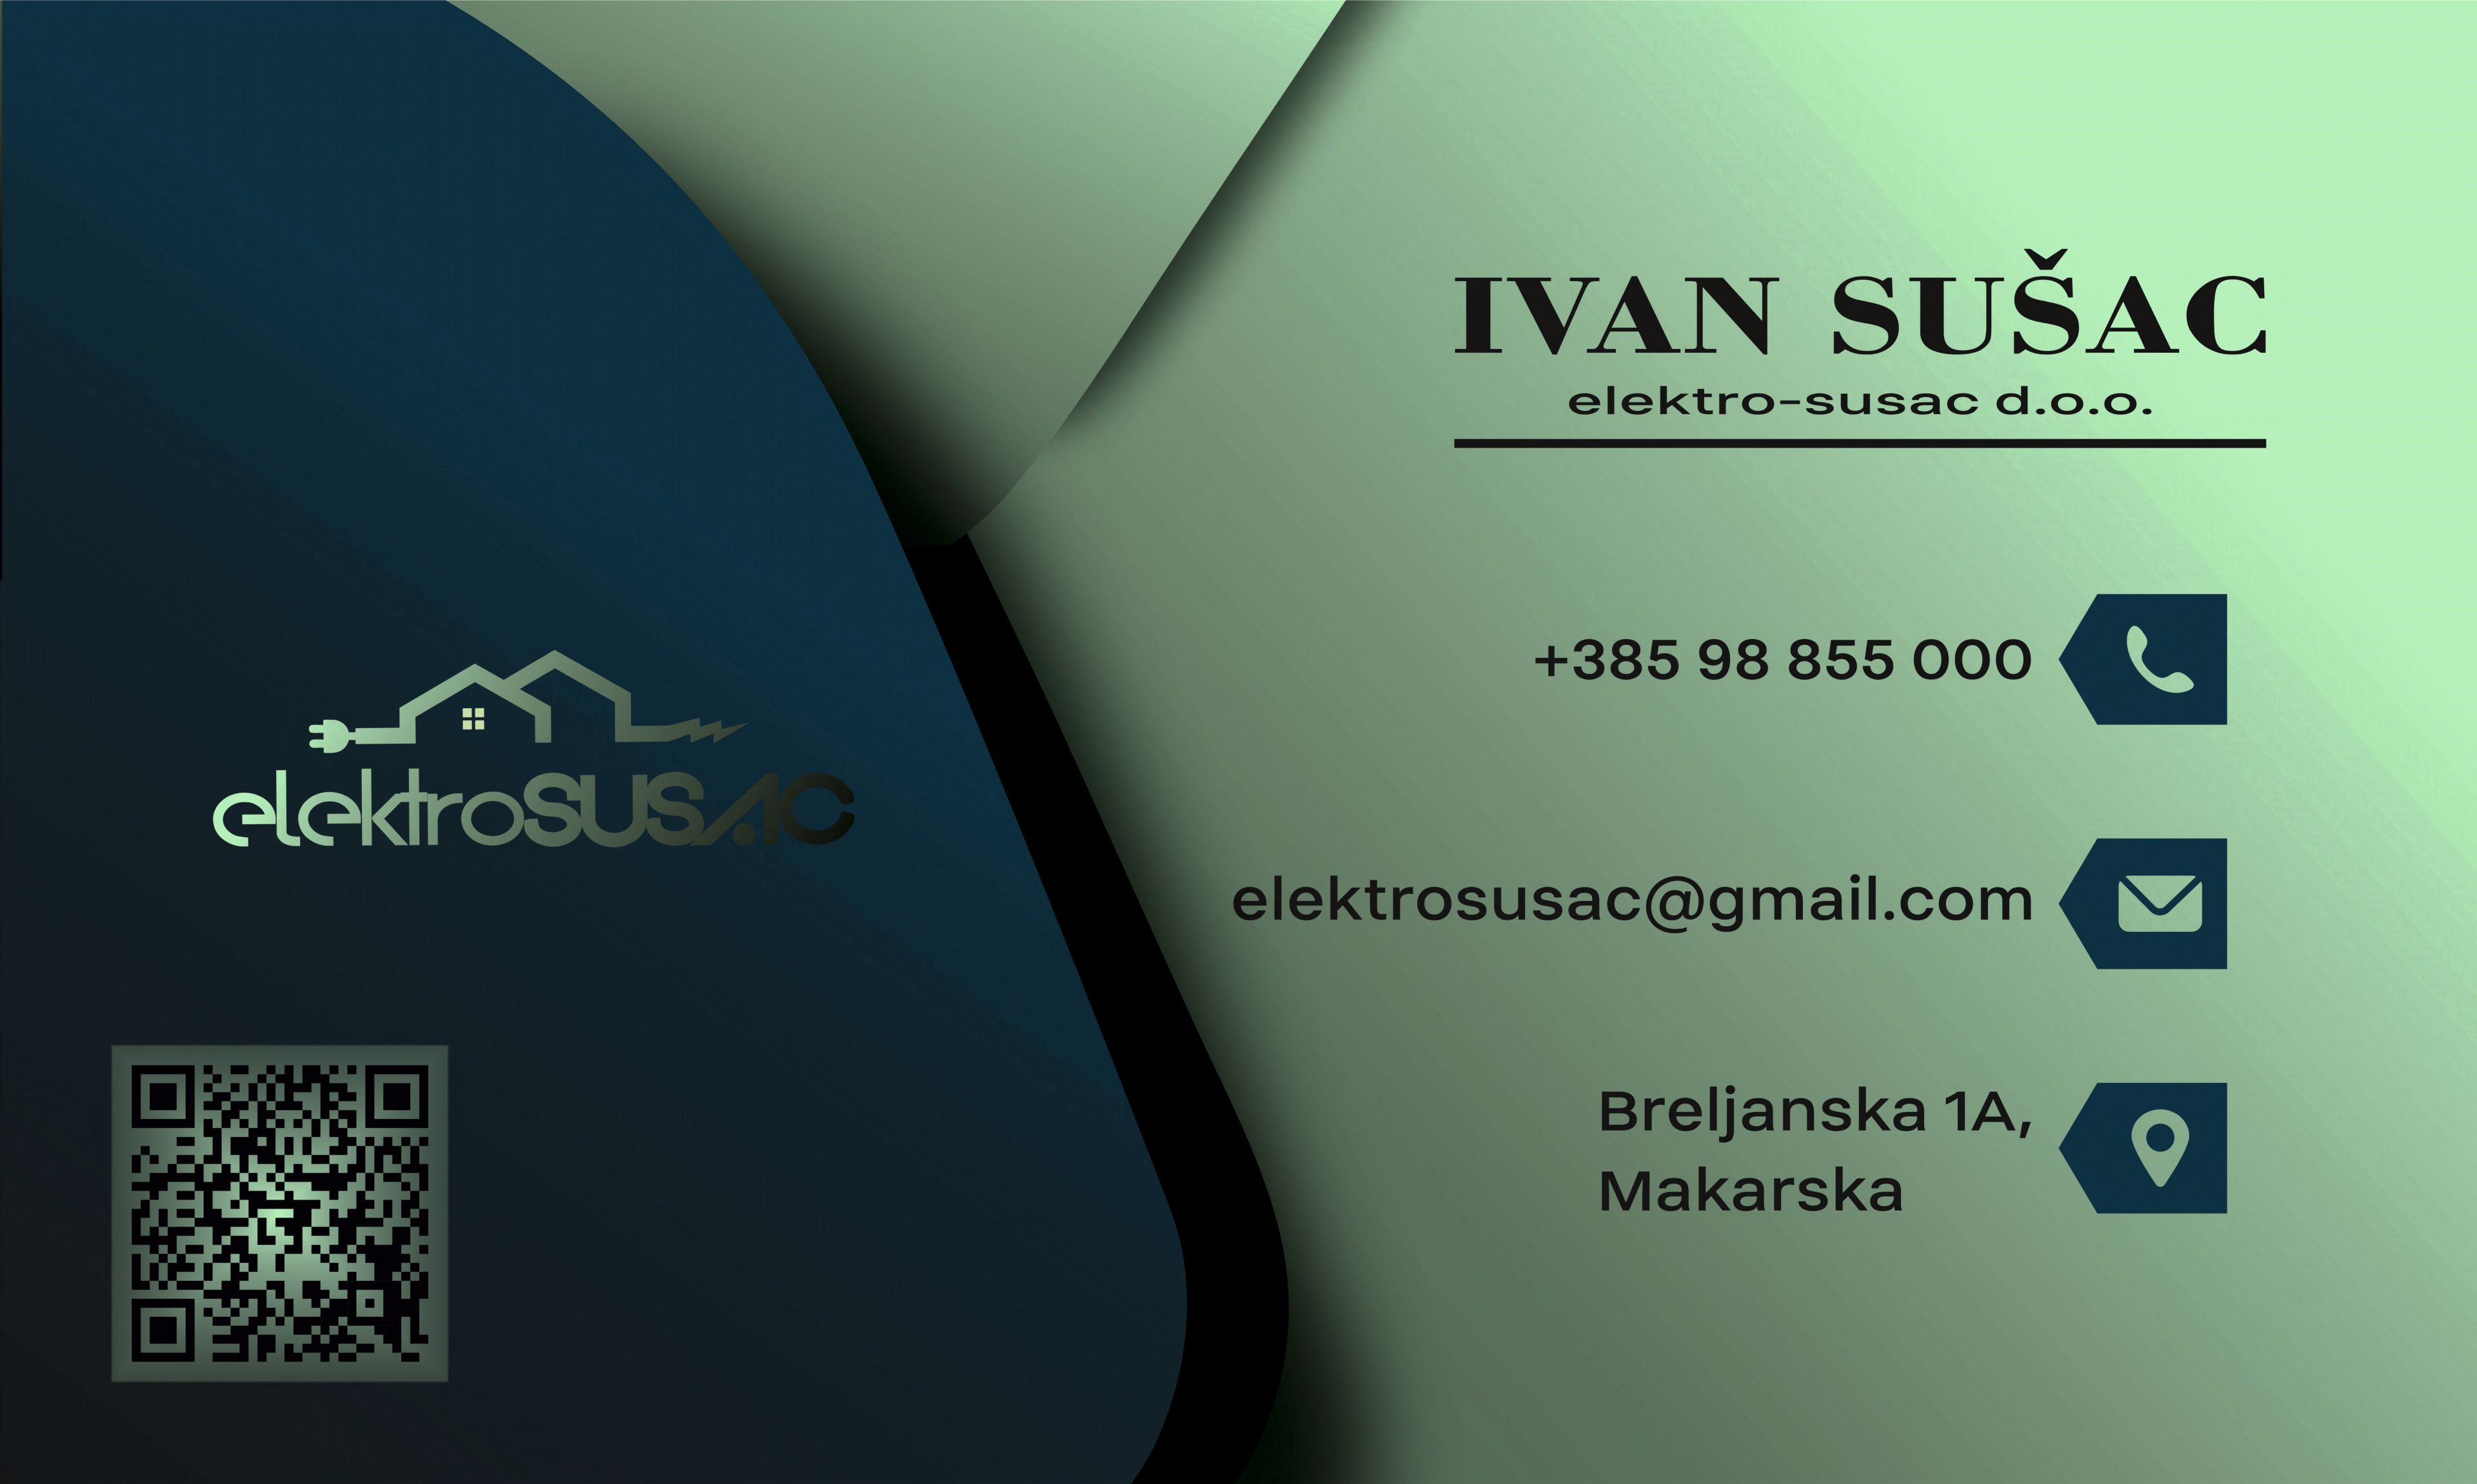 IVAN SUŠAC
elektro-susac d.o.o.
+385 98 855 000
elektrosusac@gmail.com
Breljanska 1A,
Makarska
elektroSUSAC